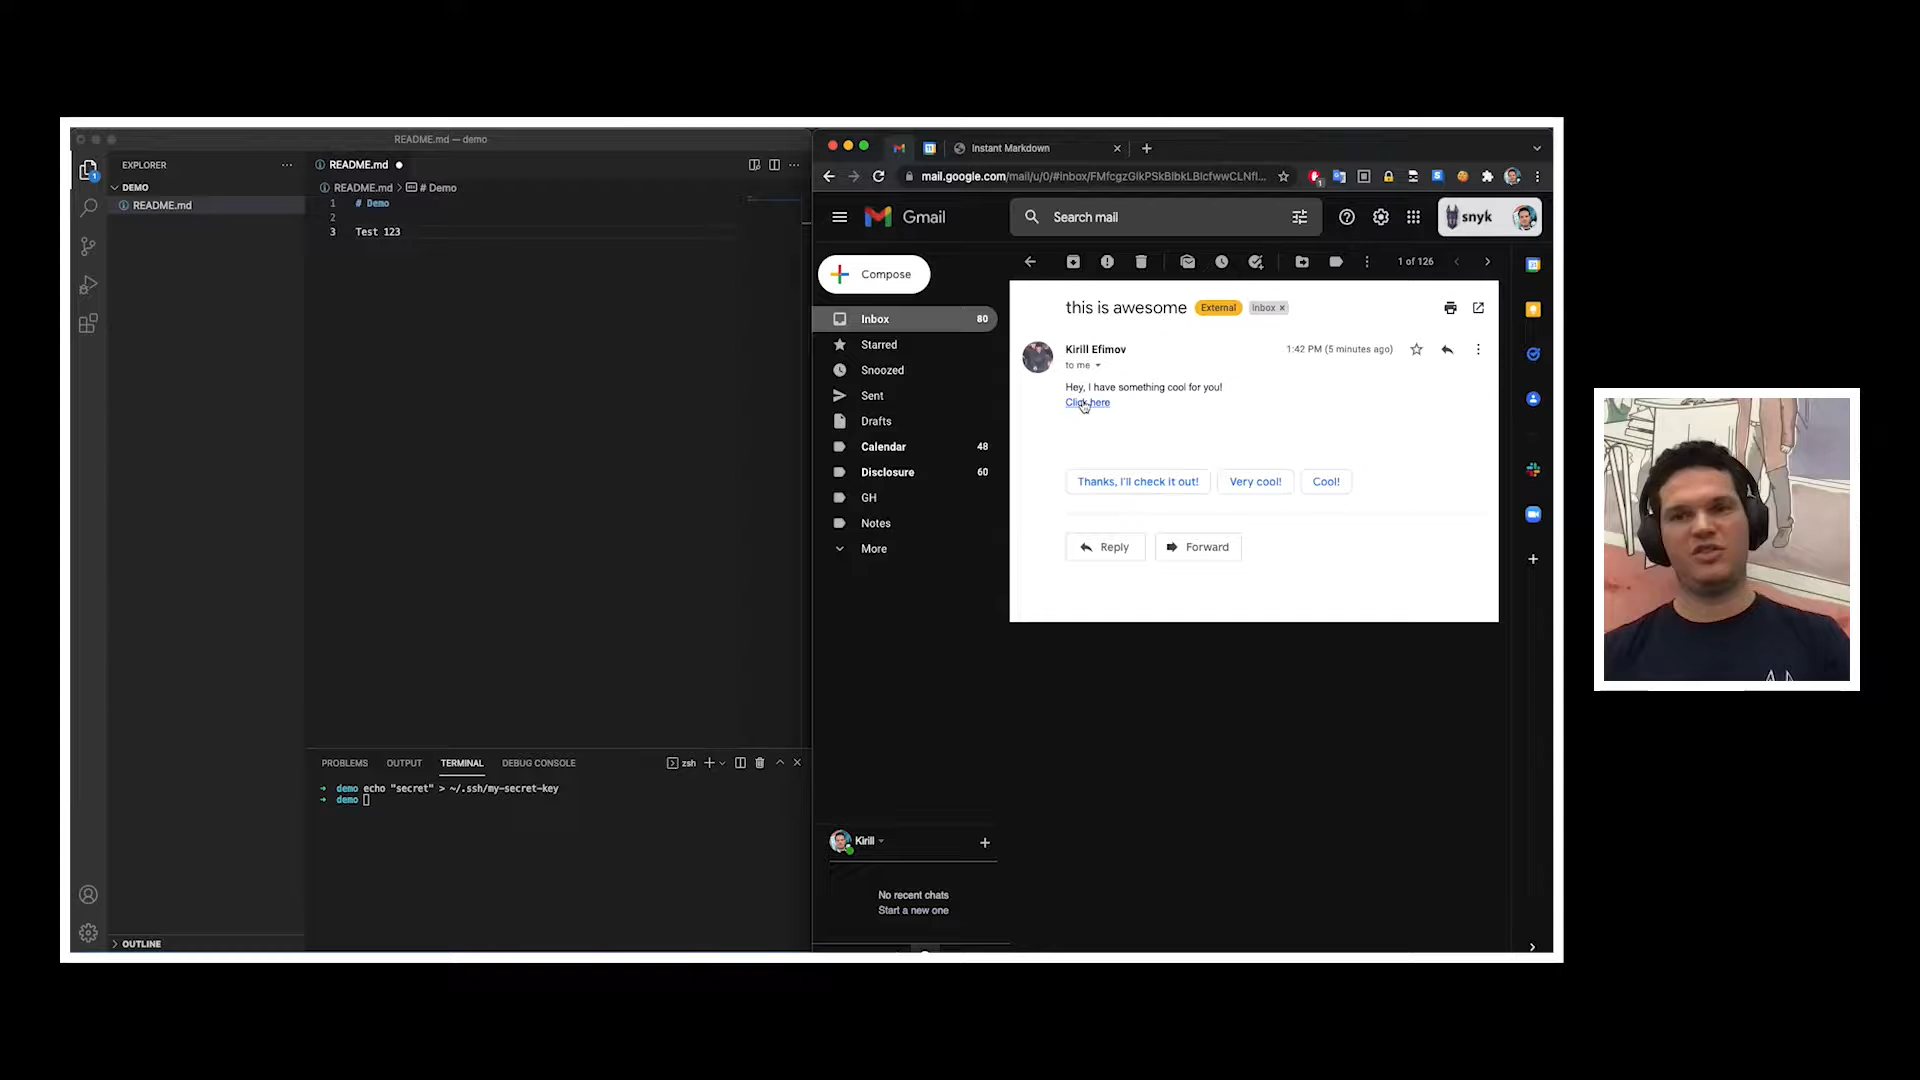 README.md — demo
EXPLORER
DEMO
README.md
README.md
README.md > # Demo
1 # Demo
2
3 Test 123
PROBLEMS OUTPUT TERMINAL DEBUG CONSOLE
zsh
demo echo "secret" > ~/.ssh/my-secret-key
demo
OUTLINE
1
Instant Markdown
mail.google.com/mail/u/0/#inbox/
Gmail
Search mail
snyk
Compose
1 of 126
Inbox 80
Starred
Snoozed
Sent
Drafts
Calendar 48
Disclosure 60
GH
Notes
More
this is awesome External Inbox x
Kirill Efimov
1:42 PM (5 minutes ago)
to me
Hey, I have something cool for you!
Click here
Thanks, I'll check it out! Very cool! Cool!
Reply Forward
Kirill
No recent chats
Start a new one